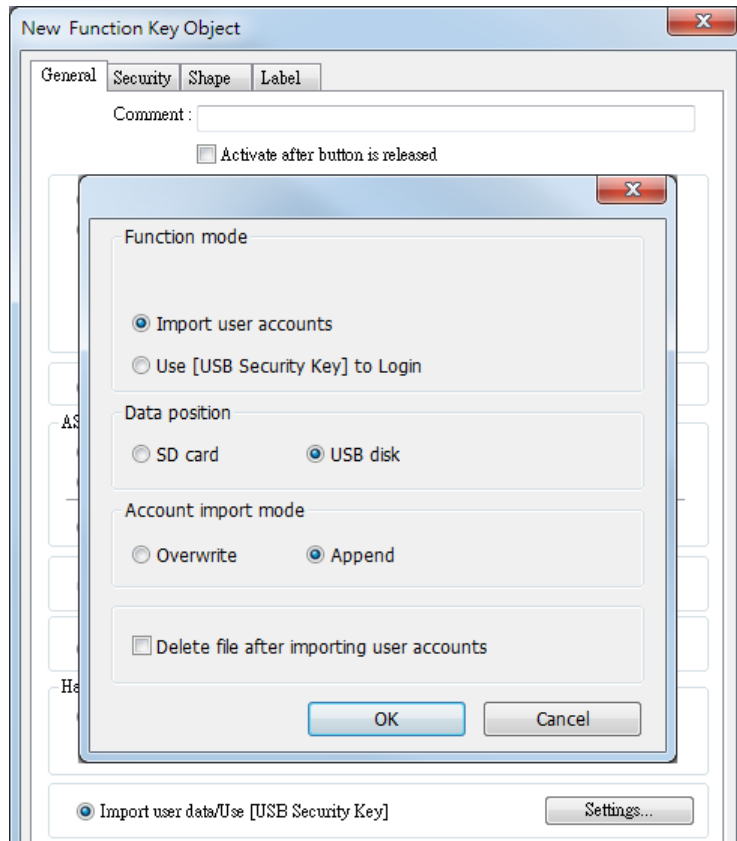 New Function Key Object
General Security Shape Label
Comment :
Activate after button is released
Function mode
Import user accounts
Use [USB Security Key] to Login
Data position
SD card USB disk
Account import mode
Overwrite Append
Delete file after importing user accounts
OK Cancel
AS
Ha
Import user data/Use [USB Security Key] Settings...